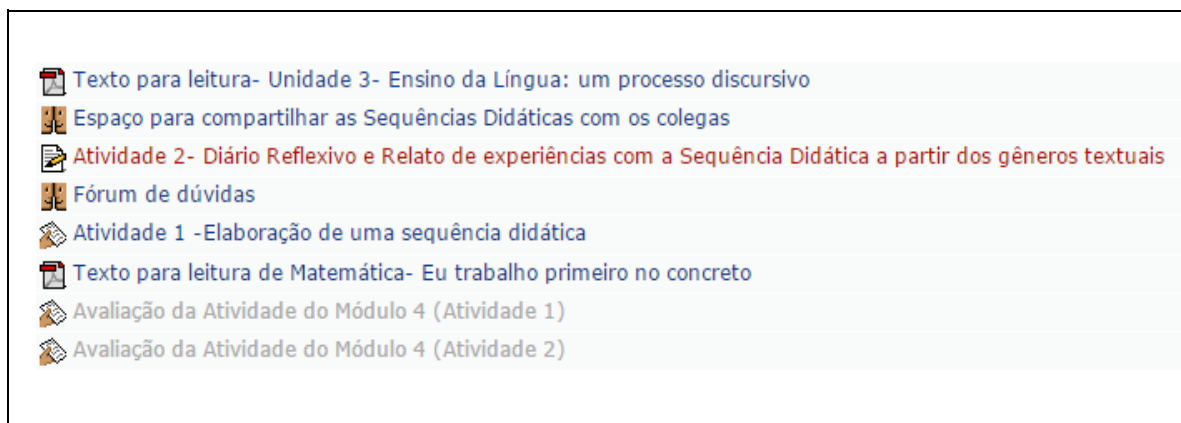 Texto para leitura- Unidade 3- Ensino da Língua: um processo discursivo
Espaço para compartilhar as Sequências Didáticas com os colegas
Atividade 2- Diário Reflexivo e Relato de experiências com a Sequência Didática a partir dos gêneros textuais
Fórum de dúvidas
Atividade 1 -Elaboração de uma sequência didática
Texto para leitura de Matemática- Eu trabalho primeiro no concreto
Avaliação da Atividade do Módulo 4 (Atividade 1)
Avaliação da Atividade do Módulo 4 (Atividade 2)